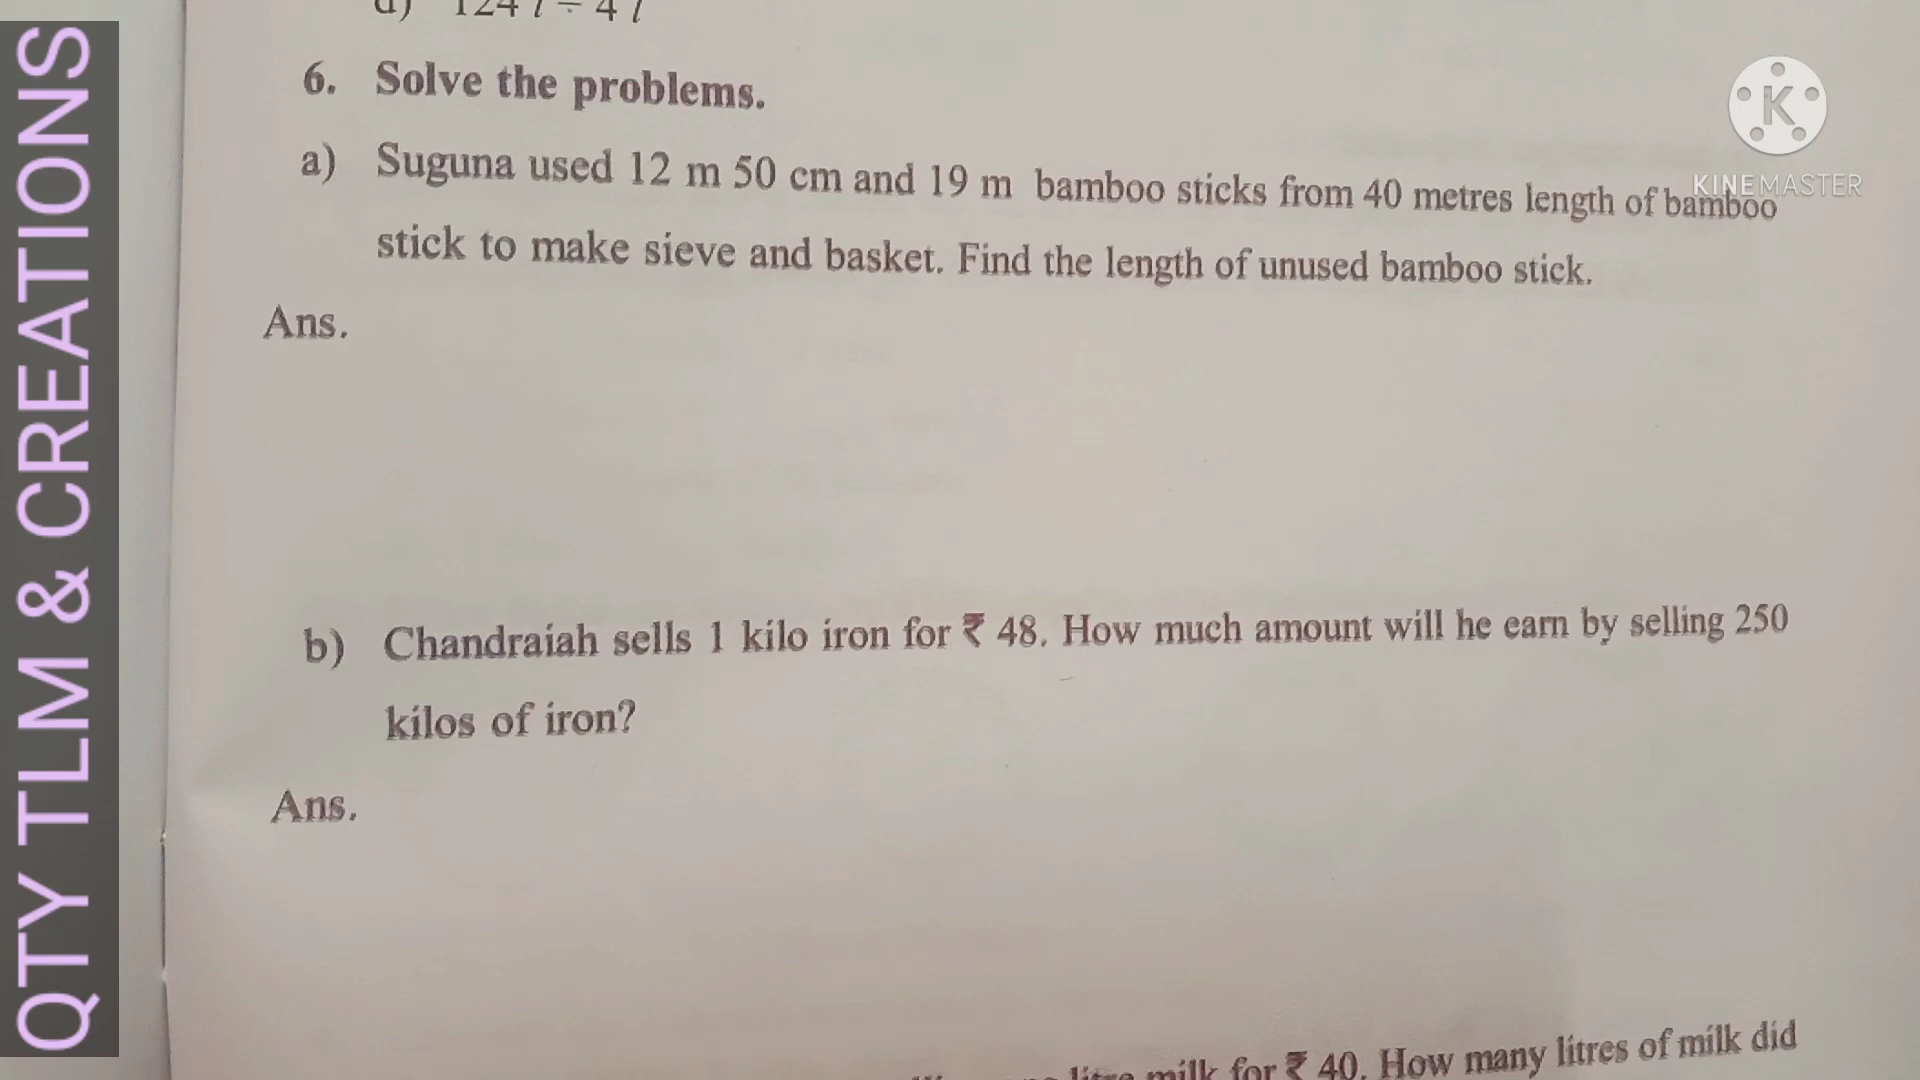 QTY TLM & CREATIONS
d) 124 l ÷ 4 l
6. Solve the problems.
K
KINEMASTER
a) Suguna used 12 m 50 cm and 19 m bamboo sticks from 40 metres length of bamboo
stick to make sieve and basket. Find the length of unused bamboo stick.
Ans.
b) Chandraiah sells 1 kilo iron for ₹ 48. How much amount will he earn by selling 250
kilos of iron?
Ans.
milk for ₹ 40. How many litres of milk did